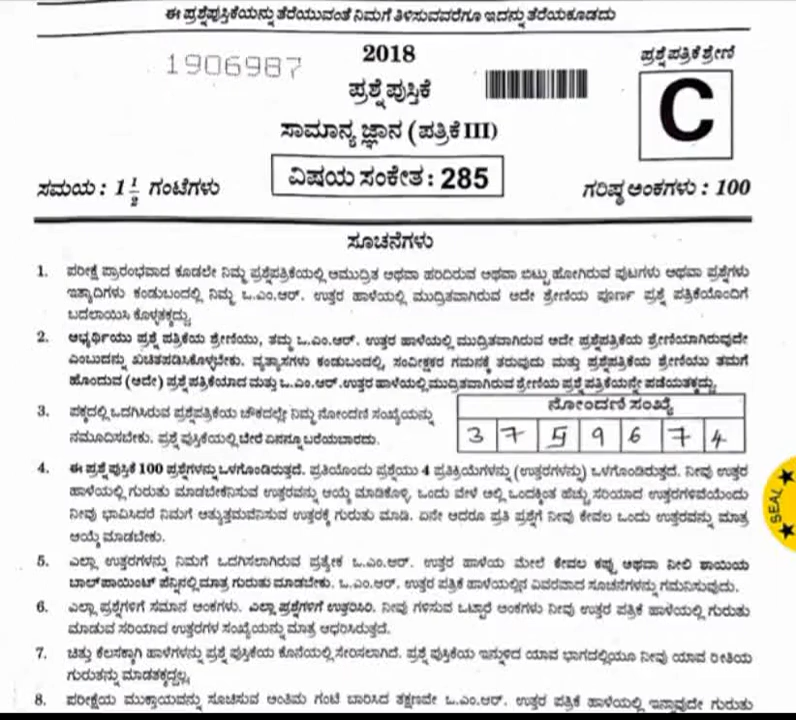 ಈ ಪ್ರಶ್ನೆಪುಸ್ತಿಕೆಯನ್ನು ತೆರೆಯುವಂತೆ ನಿಮಗೆ ತಿಳಿಸುವವರೆಗೂ ಇದನ್ನು ತೆರೆಯಕೂಡದು
1906987
2018
ಪ್ರಶ್ನೆ ಪುಸ್ತಿಕೆ
ಪ್ರಶ್ನೆಪತ್ರಿಕೆ ಶ್ರೇಣಿ
C
ಸಾಮಾನ್ಯ ಜ್ಞಾನ (ಪತ್ರಿಕೆ III)
ಸಮಯ : 1 1/2 ಗಂಟೆಗಳು
ವಿಷಯ ಸಂಕೇತ : 285
ಗರಿಷ್ಠ ಅಂಕಗಳು : 100
ಸೂಚನೆಗಳು
1. ಪರೀಕ್ಷೆ ಪ್ರಾರಂಭವಾದ ಕೂಡಲೇ ನಿಮ್ಮ ಪ್ರಶ್ನೆಪತ್ರಿಕೆಯಲ್ಲಿ ಅಮುದ್ರಿತ ಅಥವಾ ಹರಿದಿರುವ ಅಥವಾ ಬಿಟ್ಟುಹೋಗಿರುವ ಪುಟಗಳು ಅಥವಾ ಪ್ರಶ್ನೆಗಳು
ಇತ್ಯಾದಿಗಳು ಕಂಡುಬಂದಲ್ಲಿ ನಿಮ್ಮ ಒ.ಎಂ.ಆರ್. ಉತ್ತರ ಹಾಳೆಯಲ್ಲಿ ಮುದ್ರಿತವಾಗಿರುವ ಅದೇ ಶ್ರೇಣಿಯ ಪೂರ್ಣ ಪ್ರಶ್ನೆ ಪತ್ರಿಕೆಯೊಂದಿಗೆ
ಬದಲಾಯಿಸಿ ಕೊಳ್ಳತಕ್ಕದ್ದು.
2. ಅಭ್ಯರ್ಥಿಯು ಪ್ರಶ್ನೆ ಪತ್ರಿಕೆಯ ಶ್ರೇಣಿಯು, ತಮ್ಮ ಒ.ಎಂ.ಆರ್. ಉತ್ತರ ಹಾಳೆಯಲ್ಲಿ ಮುದ್ರಿತವಾಗಿರುವ ಅದೇ ಪ್ರಶ್ನೆಪತ್ರಿಕೆಯ ಶ್ರೇಣಿಯಾಗಿರುವುದೇ
ಎಂಬುದನ್ನು ಖಚಿತಪಡಿಸಿಕೊಳ್ಳಬೇಕು. ವ್ಯತ್ಯಾಸಗಳು ಕಂಡುಬಂದಲ್ಲಿ, ಸಂವೀಕ್ಷಕರ ಗಮನಕ್ಕೆ ತರುವುದು ಮತ್ತು ಪ್ರಶ್ನೆಪತ್ರಿಕೆಯ ಶ್ರೇಣಿಯು ತಮಗೆ
ಹೊಂದುವ (ಅದೇ) ಪ್ರಶ್ನೆ ಪತ್ರಿಕೆಯಾದ ಮತ್ತು ಒ.ಎಂ.ಆರ್.ಉತ್ತರ ಹಾಳೆಯಲ್ಲಿ ಮುದ್ರಿತವಾಗಿರುವ ಶ್ರೇಣಿಯ ಪ್ರಶ್ನೆ ಪತ್ರಿಕೆಯನ್ನೇ ಪಡೆಯತಕ್ಕದ್ದು.
3. ಪಕ್ಕದಲ್ಲಿ ಒದಗಿಸಿರುವ ಪ್ರಶ್ನೆಪತ್ರಿಕೆಯ ಚೌಕದಲ್ಲೇ ನಿಮ್ಮ ನೋಂದಣಿ ಸಂಖ್ಯೆಯನ್ನು
ನಮೂದಿಸಬೇಕು. ಪ್ರಶ್ನೆ ಪುಸ್ತಿಕೆಯಲ್ಲಿ ಬೇರೆ ಏನನ್ನೂ ಬರೆಯಬಾರದು.
ನೋಂದಣಿ ಸಂಖ್ಯೆ
3 7 5 9 6 7 4
4. ಈ ಪ್ರಶ್ನೆ ಪುಸ್ತಿಕೆ 100 ಪ್ರಶ್ನೆಗಳನ್ನು ಒಳಗೊಂಡಿರುತ್ತದೆ. ಪ್ರತಿಯೊಂದು ಪ್ರಶ್ನೆಯು 4 ಪ್ರತಿಕ್ರಿಯೆಗಳನ್ನು (ಉತ್ತರಗಳನ್ನು) ಒಳಗೊಂಡಿರುತ್ತದೆ. ನೀವು ಉತ್ತರ
ಹಾಳೆಯಲ್ಲಿ ಗುರುತು ಮಾಡಬೇಕೆನಿಸುವ ಉತ್ತರವನ್ನು ಆಯ್ಕೆ ಮಾಡಿಕೊಳ್ಳಿ. ಒಂದು ವೇಳೆ ಅಲ್ಲಿ ಒಂದಕ್ಕಿಂತ ಹೆಚ್ಚು ಸರಿಯಾದ ಉತ್ತರಗಳಿವೆಯೆಂದು
ನೀವು ಭಾವಿಸಿದರೆ ನಿಮಗೆ ಅತ್ಯುತ್ತಮವೆನಿಸುವ ಉತ್ತರಕ್ಕೆ ಗುರುತು ಮಾಡಿ. ಏನೇ ಆದರೂ ಪ್ರತಿ ಪ್ರಶ್ನೆಗೆ ನೀವು ಕೇವಲ ಒಂದು ಉತ್ತರವನ್ನು ಮಾತ್ರ
ಆಯ್ಕೆ ಮಾಡಬೇಕು.
SEAL
5. ಎಲ್ಲಾ ಉತ್ತರಗಳನ್ನು ನಿಮಗೆ ಒದಗಿಸಲಾಗಿರುವ ಪ್ರತ್ಯೇಕ ಒ.ಎಂ.ಆರ್. ಉತ್ತರ ಹಾಳೆಯ ಮೇಲೆ ಕೇವಲ ಕಪ್ಪು ಅಥವಾ ನೀಲಿ ಶಾಯಿಯ
ಬಾಲ್‌ಪಾಯಿಂಟ್ ಪೆನ್ನಿನಲ್ಲಿ ಮಾತ್ರ ಗುರುತು ಮಾಡಬೇಕು. ಒ.ಎಂ.ಆರ್. ಉತ್ತರ ಪತ್ರಿಕೆ ಹಾಳೆಯಲ್ಲಿನ ವಿವರವಾದ ಸೂಚನೆಗಳನ್ನು ಗಮನಿಸುವುದು.
6. ಎಲ್ಲಾ ಪ್ರಶ್ನೆಗಳಿಗೆ ಸಮಾನ ಅಂಕಗಳು. ಎಲ್ಲಾ ಪ್ರಶ್ನೆಗಳಿಗೆ ಉತ್ತರಿಸಿರಿ. ನೀವು ಗಳಿಸುವ ಒಟ್ಟಾರೆ ಅಂಕಗಳು ನೀವು ಉತ್ತರ ಪತ್ರಿಕೆ ಹಾಳೆಯಲ್ಲಿ ಗುರುತು
ಮಾಡುವ ಸರಿಯಾದ ಉತ್ತರಗಳ ಸಂಖ್ಯೆಯನ್ನು ಮಾತ್ರ ಆಧರಿಸಿರುತ್ತದೆ.
7. ಚಿತ್ತು ಕೆಲಸಕ್ಕಾಗಿ ಹಾಳೆಗಳನ್ನು ಪ್ರಶ್ನೆ ಪುಸ್ತಿಕೆಯ ಕೊನೆಯಲ್ಲಿ ಸೇರಿಸಲಾಗಿದೆ. ಪ್ರಶ್ನೆ ಪುಸ್ತಿಕೆಯ ಇನ್ನುಳಿದ ಯಾವ ಭಾಗದಲ್ಲಿಯೂ ನೀವು ಯಾವ ರೀತಿಯ
ಗುರುತನ್ನು ಮಾಡತಕ್ಕದ್ದಲ್ಲ.
8. ಪರೀಕ್ಷೆಯ ಮುಕ್ತಾಯವನ್ನು ಸೂಚಿಸುವ ಅಂತಿಮ ಗಂಟೆ ಬಾರಿಸಿದ ತಕ್ಷಣವೇ ಒ.ಎಂ.ಆರ್. ಉತ್ತರ ಪತ್ರಿಕೆ ಹಾಳೆಯಲ್ಲಿ ಇನ್ನಾವುದೇ ಗುರುತು